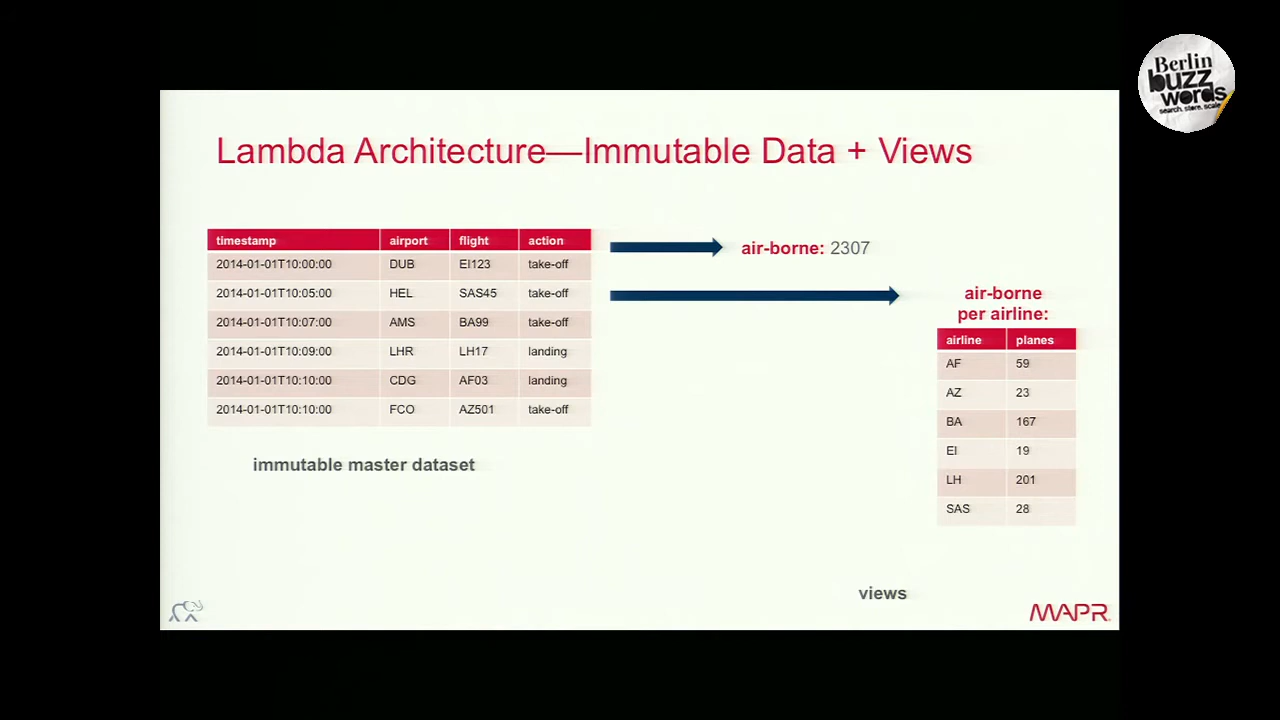 Berlin
buzz
words
search. store. scale.
Lambda Architecture—Immutable Data + Views
timestamp airport flight action
2014-01-01T10:00:00 DUB EI123 take-off
2014-01-01T10:05:00 HEL SAS45 take-off
2014-01-01T10:07:00 AMS BA99 take-off
2014-01-01T10:09:00 LHR LH17 landing
2014-01-01T10:10:00 CDG AF03 landing
2014-01-01T10:10:00 FCO AZ501 take-off
immutable master dataset
air-borne: 2307
air-borne
per airline:
airline planes
AF 59
AZ 23
BA 167
EI 19
LH 201
SAS 28
views
MAPR